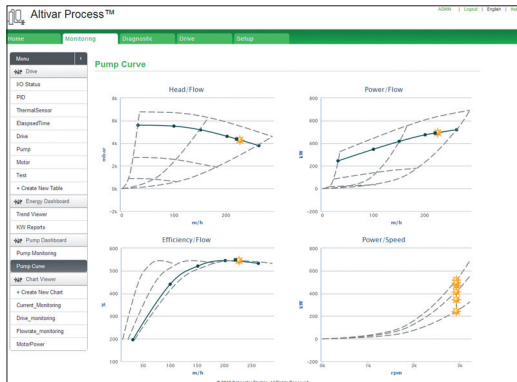 ADMIN | Logout | English |
Altivar Process™
Home Monitoring Diagnostic Drive Setup
Menu
Drive
I/O Status
PID
ThermalSensor
ElaspsedTime
Drive
Pump
Motor
Test
+ Create New Table
Energy Dashboard
Trend Viewer
KW Reports
Pump Dashboard
Pump Monitoring
Pump Curve
Chart Viewer
+ Create New Chart
Current_Monitoring
Drive_monitoring
Flowrate_monitoring
MotorPower
Pump Curve
Head/Flow
8k
6k
4k
2k
0k
-2k
mbar
0 100 200
m/h
Power/Flow
800
600
400
200
0
-200
kW
0 100 200
m/h
Efficiency/Flow
600
500
400
300
200
100
%
50 100 150 200 250
m/h
Power/Speed
800
600
400
200
0
-200
kW
0k 1k 2k 3k
rpm